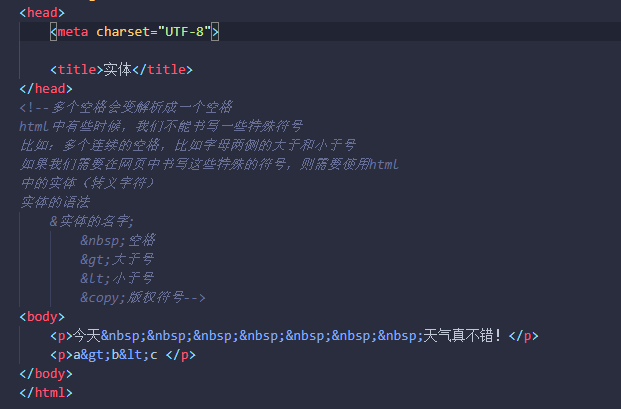 <head>
<meta charset="UTF-8">
<title>实体</title>
</head>
<!--多个空格会变解析成一个空格
html中有些时候，我们不能书写一些特殊符号
比如：多个连续的空格，比如字母两侧的大于和小于号
如果我们需要在网页中书写这些特殊的符号，则需要使用html
中的实体（转义字符）
实体的语法
&实体的名字;
&nbsp;空格
&gt;大于号
&lt;小于号
&copy;版权符号-->
<body>
<p>今天&nbsp;&nbsp;&nbsp;&nbsp;&nbsp;&nbsp;&nbsp;天气真不错！</p>
<p>a&gt;b&lt;c </p>
</body>
</html>